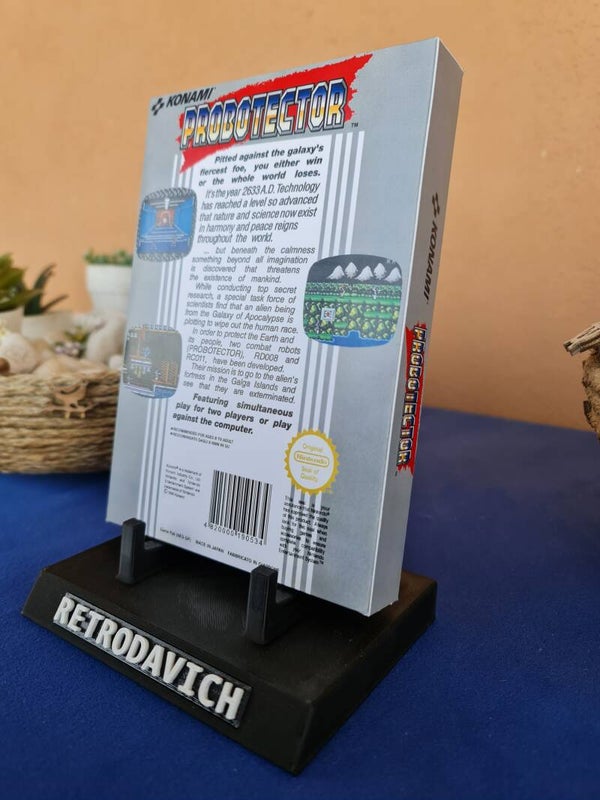 KONAMI™
PROBOTECTOR™
Pitted against the galaxy's
fiercest foe, you either win
or the whole world loses.
It's the year 2633 A.D. Technology
has reached a level so advanced
that nature and science now exist
in harmony and peace reigns
throughout the world.
... but beneath the calmness
something beyond all imagination
is discovered that threatens
the existence of mankind.
While conducting top secret
research, a special task force of
scientists find that an alien being
from the Galaxy of Apocalypse is
plotting to wipe out the human race.
In order to protect the Earth and
its people, two combat robots
(PROBOTECTOR), RD008 and
RC011, have been developed.
Their mission is to go to the alien's
fortress in the Galga Islands and
see that they are exterminated.
Featuring simultaneous
play for two players or play
against the computer.
Original
Nintendo
Seal of
Quality
4 820000 190534
MADE IN JAPAN
KONAMI
PROBOTECTOR
RETRODAVICH